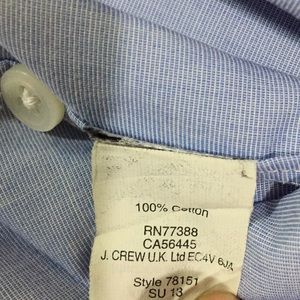 100% Cotton
RN77388
CA56445
J. CREW U.K. Ltd EC4V 6JA
Style 78151
SU 13